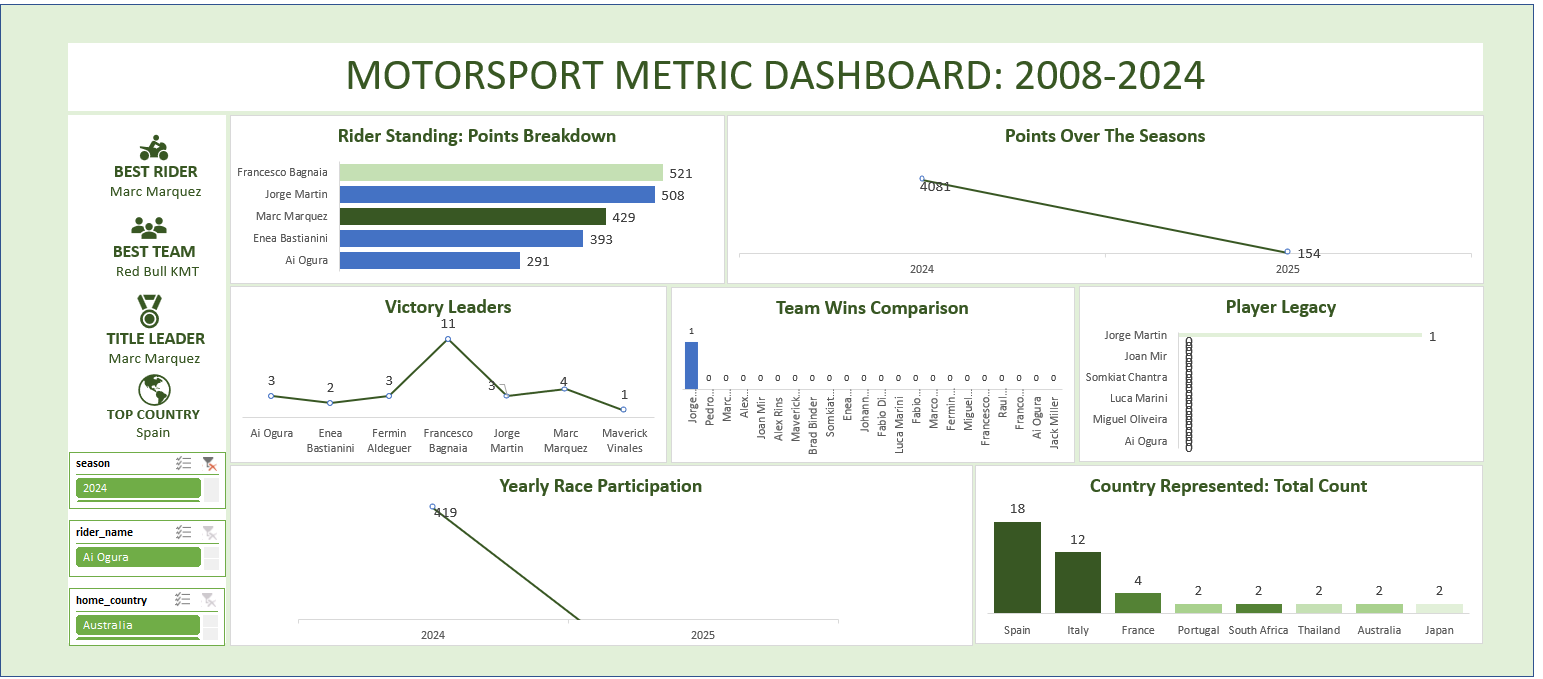 MOTORSPORT METRIC DASHBOARD: 2008-2024
BEST RIDER
Marc Marquez
BEST TEAM
Red Bull KMT
TITLE LEADER
Marc Marquez
TOP COUNTRY
Spain
season
2024
rider_name
Ai Ogura
home_country
Australia
Rider Standing: Points Breakdown
Francesco Bagnaia 521
Jorge Martin 508
Marc Marquez 429
Enea Bastianini 393
Ai Ogura 291
Points Over The Seasons
4081
154
2024 2025
Victory Leaders
11
3 2 3 3 4 1
Ai Ogura Enea Bastianini Fermin Aldeguer Francesco Bagnaia Jorge Martin Marc Marquez Maverick Vinales
Team Wins Comparison
1
0 0 0 0 0 0 0 0 0 0 0 0 0 0 0 0 0 0 0 0 0
Jorge...
Pedro...
Marc...
Alex...
Joan Mir
Alex Rins
Maverick...
Brad Binder
Somkiat...
Enea...
Johann...
Fabio Di...
Luca Marini
Fabio...
Marco...
Fermin...
Miguel...
Francesco...
Raul...
Franco...
Ai Ogura
Jack Miller
Player Legacy
Jorge Martin 1
Joan Mir
Somkiat Chantra
Luca Marini
Miguel Oliveira
Ai Ogura
Yearly Race Participation
419
2024 2025
Country Represented: Total Count
18 12 4 2 2 2 2 2
Spain Italy France Portugal South Africa Thailand Australia Japan